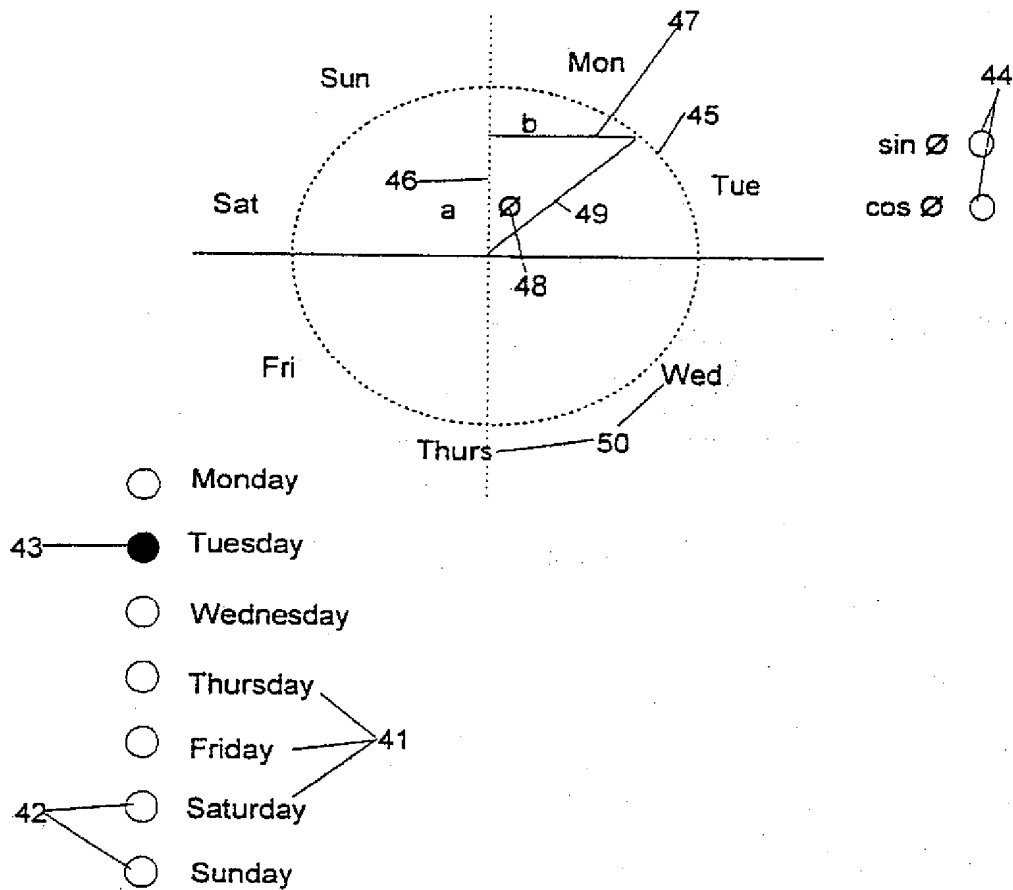 47
Sun
Mon
44
b
45
sin Ø
46
Tue
Sat
a
Ø
49
cos Ø
48
Fri
Wed
Thurs
50
Monday
43
Tuesday
Wednesday
Thursday
41
Friday
42
Saturday
Sunday